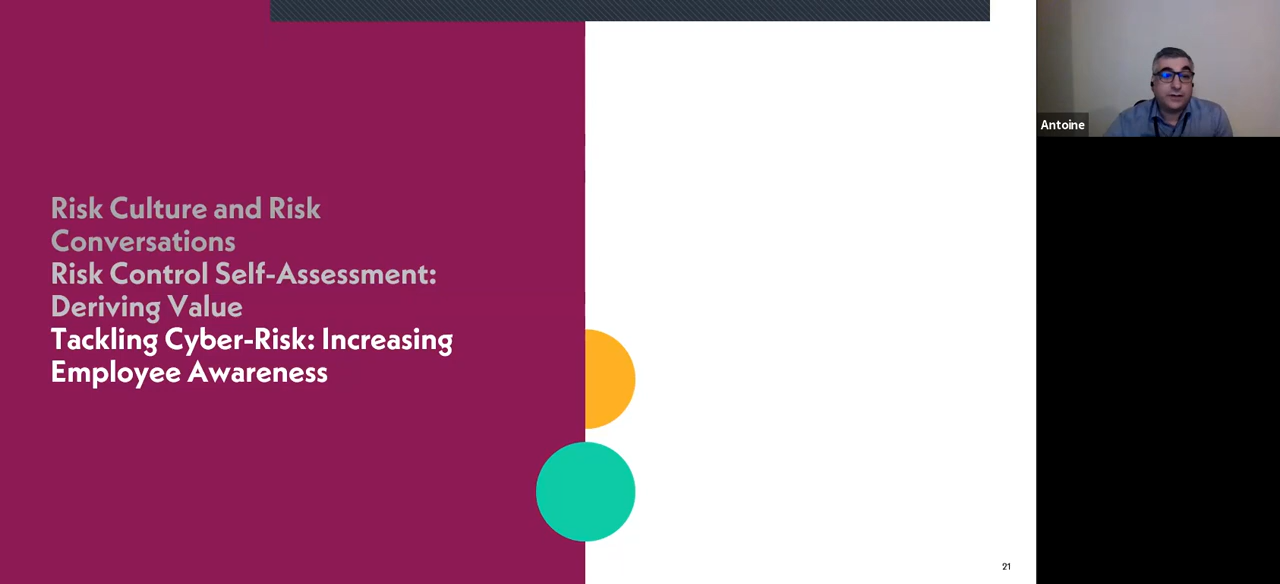 Risk Culture and Risk
Conversations
Risk Control Self-Assessment:
Deriving Value
Tackling Cyber-Risk: Increasing
Employee Awareness
21
Antoine